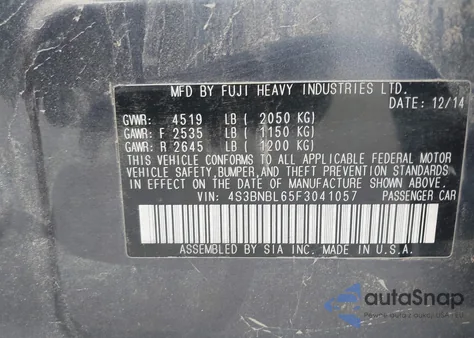 MFD BY FUJI HEAVY INDUSTRIES LTD.
DATE: 12/14
GVWR: 4519 LB ( 2050 KG)
GAWR: F 2535 LB ( 1150 KG)
GAWR: R 2645 LB ( 1200 KG)
THIS VEHICLE CONFORMS TO ALL APPLICABLE FEDERAL MOTOR
VEHICLE SAFETY, BUMPER, AND THEFT PREVENTION STANDARDS
IN EFFECT ON THE DATE OF MANUFACTURE SHOWN ABOVE.
VIN: 4S3BNBL65F3041057 PASSENGER CAR
ASSEMBLED BY SIA INC. MADE IN U.S.A.
autoSnap